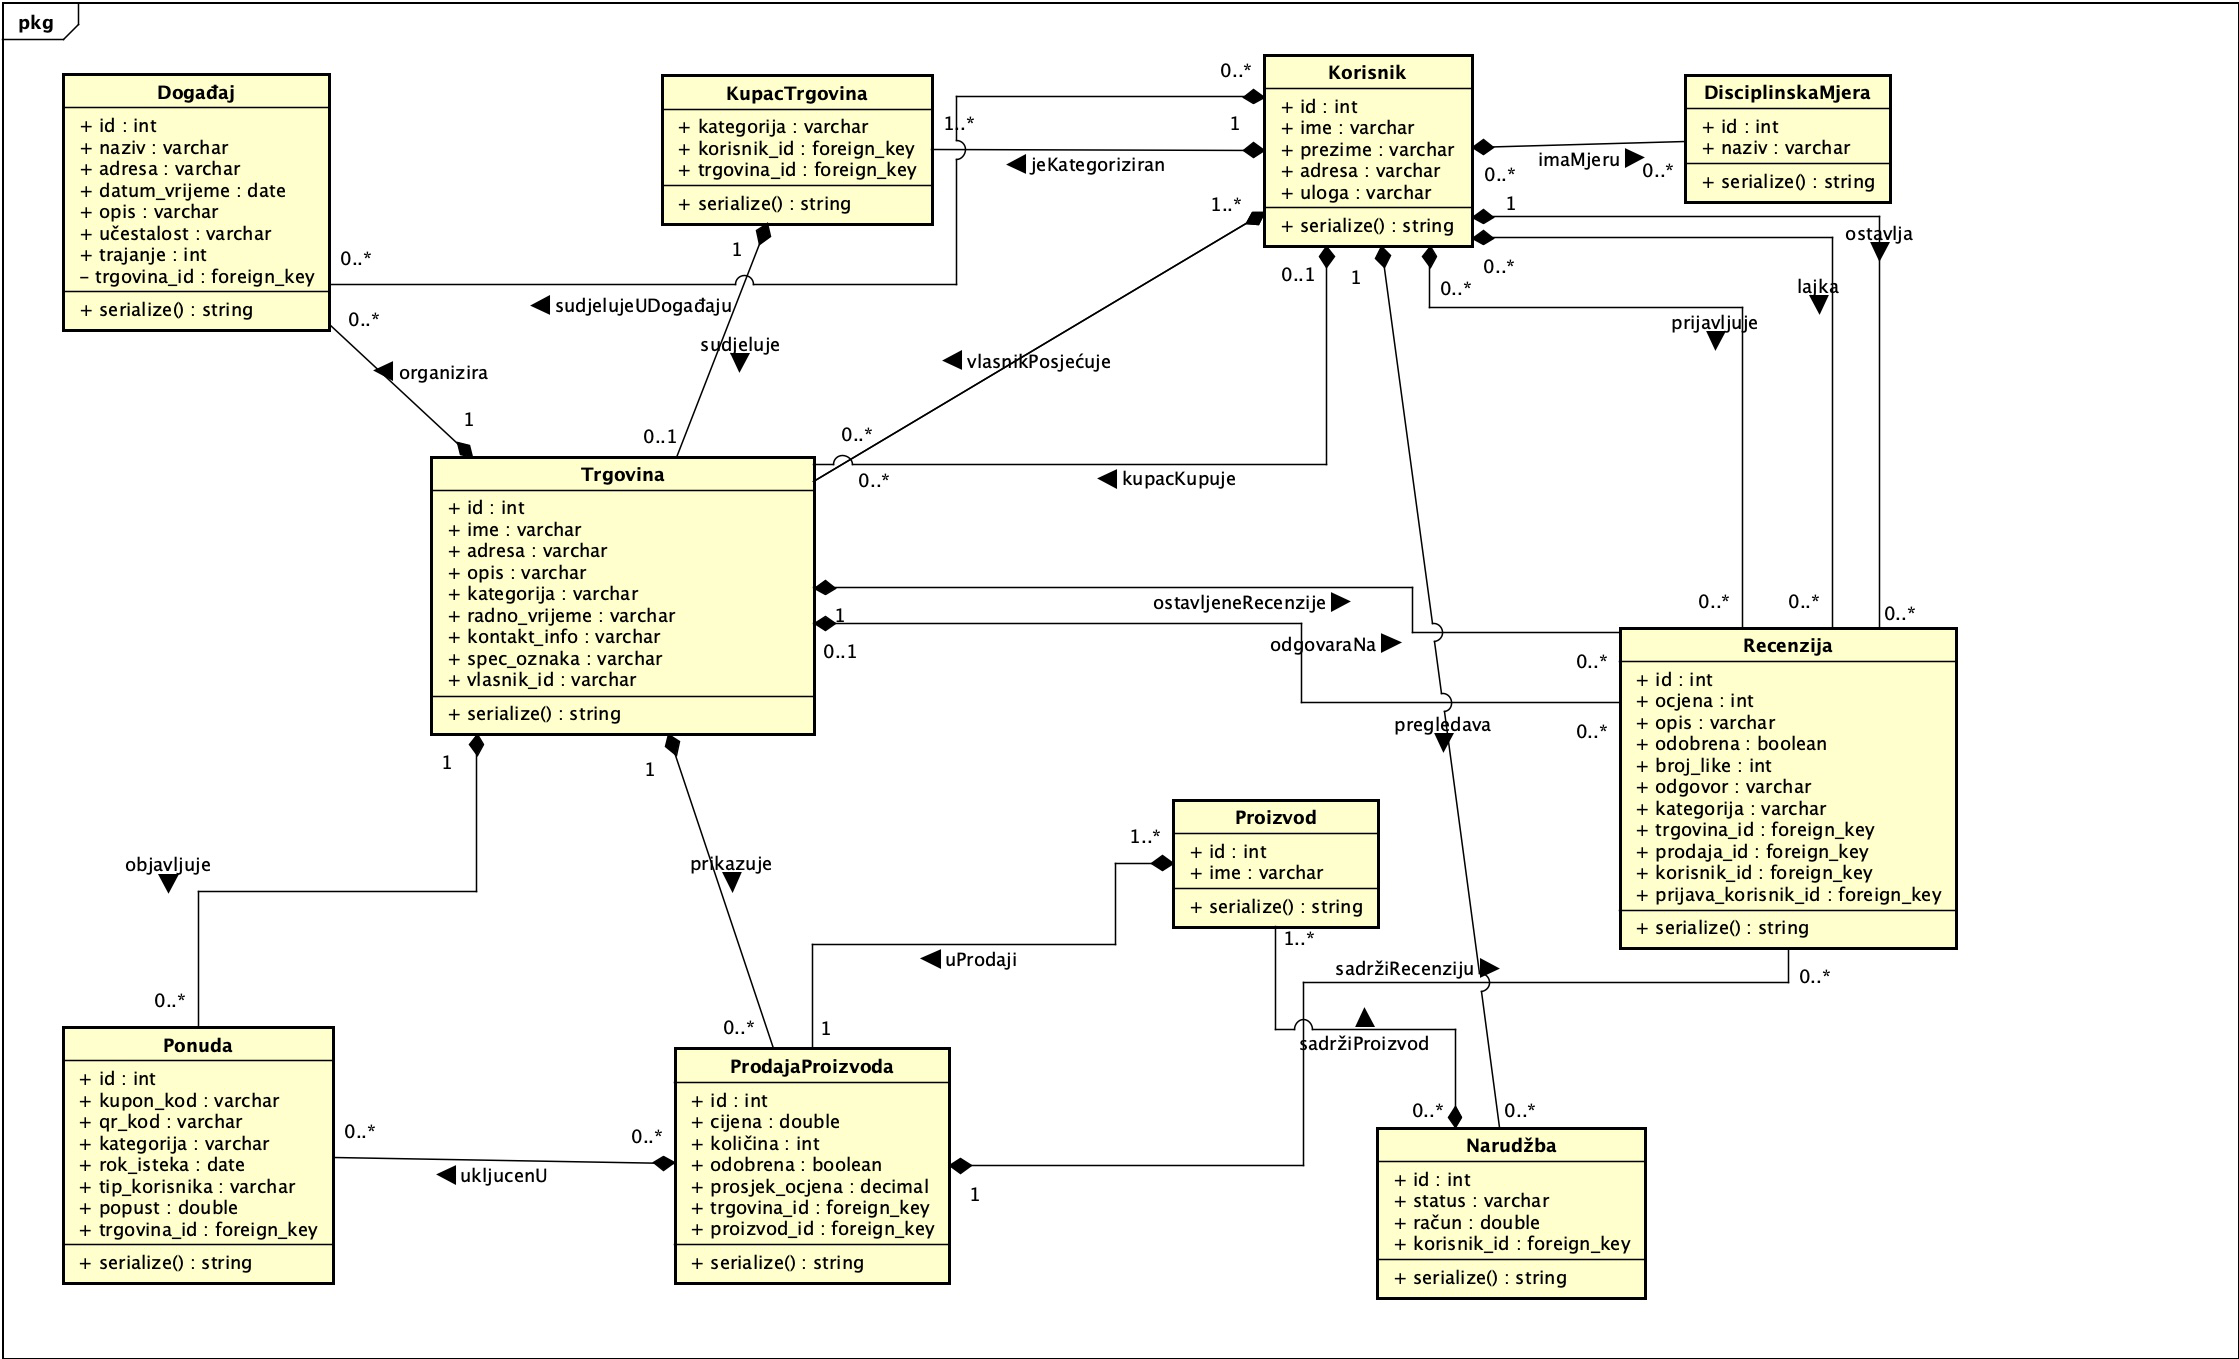 pkg
Događaj
+ id : int
+ naziv : varchar
+ adresa : varchar
+ datum_vrijeme : date
+ opis : varchar
+ učestalost : varchar
+ trajanje : int
− trgovina_id : foreign_key
+ serialize() : string
KupacTrgovina
+ kategorija : varchar
+ korisnik_id : foreign_key
+ trgovina_id : foreign_key
+ serialize() : string
Korisnik
+ id : int
+ ime : varchar
+ prezime : varchar
+ adresa : varchar
+ uloga : varchar
+ serialize() : string
DisciplinskaMjera
+ id : int
+ naziv : varchar
+ serialize() : string
0..*
1..*
1
jeKategoriziran
imaMjeru
0..*
0..*
1..*
1
ostavlja
1
0..*
0..*
sudjelujeUDogađaju
0..1
1
0..*
lajka
0..*
prijavljuje
sudjeluje
vlasnikPosjećuje
organizira
1
0..1
0..*
0..*
kupacKupuje
Trgovina
+ id : int
+ ime : varchar
+ adresa : varchar
+ opis : varchar
+ kategorija : varchar
+ radno_vrijeme : varchar
+ kontakt_info : varchar
+ spec_oznaka : varchar
+ vlasnik_id : varchar
+ serialize() : string
ostavljeneRecenzije
1
odgovaraNa
0..1
0..*
0..*
0..*
0..*
0..*
pregledava
Recenzija
+ id : int
+ ocjena : int
+ opis : varchar
+ odobrena : boolean
+ broj_like : int
+ odgovor : varchar
+ kategorija : varchar
+ trgovina_id : foreign_key
+ prodaja_id : foreign_key
+ korisnik_id : foreign_key
+ prijava_korisnik_id : foreign_key
+ serialize() : string
1
1
objavljuje
prikazuje
1..*
Proizvod
+ id : int
+ ime : varchar
+ serialize() : string
1..*
uProdaji
sadržiRecenziju
0..*
0..*
0..*
1
sadržiProizvod
Ponuda
+ id : int
+ kupon_kod : varchar
+ qr_kod : varchar
+ kategorija : varchar
+ rok_isteka : date
+ tip_korisnika : varchar
+ popust : double
+ trgovina_id : foreign_key
+ serialize() : string
0..*
0..*
ukljucenU
ProdajaProizvoda
+ id : int
+ cijena : double
+ količina : int
+ odobrena : boolean
+ prosjek_ocjena : decimal
+ trgovina_id : foreign_key
+ proizvod_id : foreign_key
+ serialize() : string
1
0..*
0..*
Narudžba
+ id : int
+ status : varchar
+ račun : double
+ korisnik_id : foreign_key
+ serialize() : string